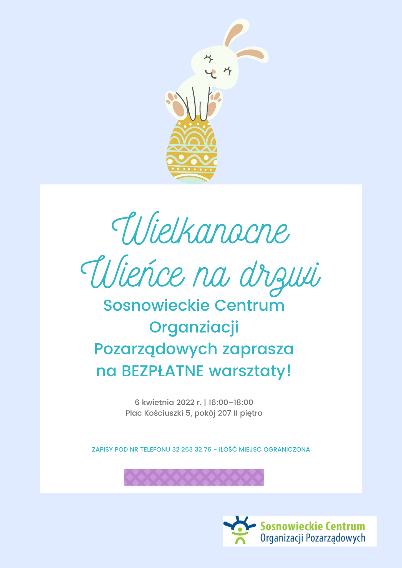 Wielkanocne
Wieńce na drzwi
Sosnowieckie Centrum
Organziacji
Pozarządowych zaprasza
na BEZPŁATNE warsztaty!
6 kwietnia 2022 r. | 16:00–18:00
Plac Kościuszki 5, pokój 207 II piętro
ZAPISY POD NR TELEFONU 32 263 32 76 - ILOŚĆ MIEJSC OGRANICZONA
Sosnowieckie Centrum
Organizacji Pozarządowych